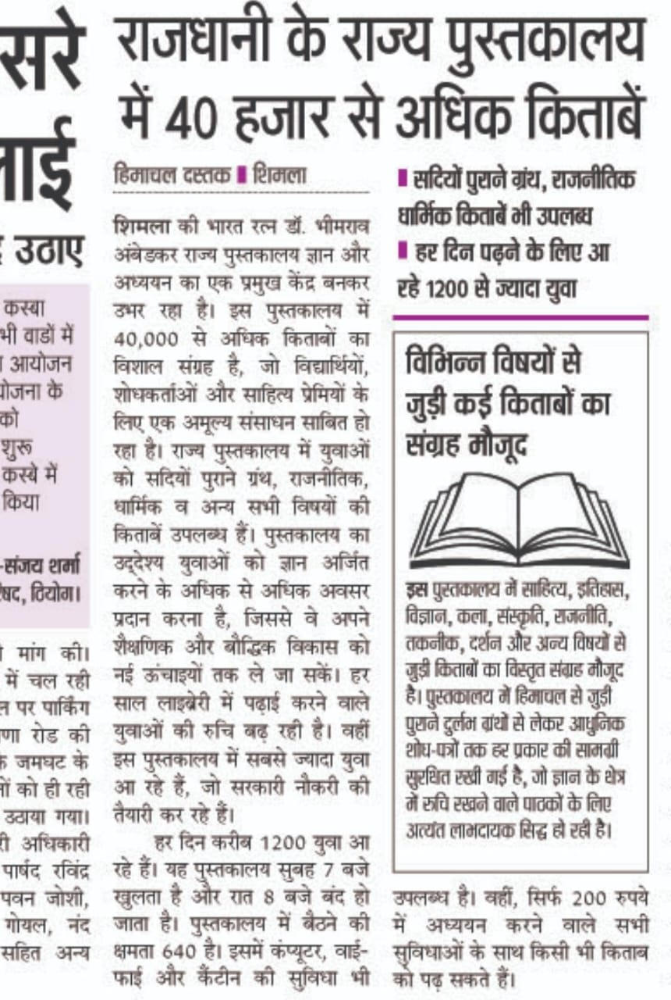 सरे
लाई
उठाए
कस्बा
भी वाडों में
आयोजन
योजना के
को
शुरू
कस्बे में
किया
-संजय शर्मा
ठियोग।
मांग की।
में चल रही
पर पार्किंग
रोड की
जमघट के
को ही रही
उठाया गया।
अधिकारी
पार्षद रविंद्र
पवन जोशी,
गोयल, नंद
सहित अन्य
राजधानी के राज्य पुस्तकालय
में 40 हजार से अधिक किताबें
हिमाचल दस्तक ▮ शिमला
शिमला की भारत रत्न डॉ. भीमराव
अंबेडकर राज्य पुस्तकालय ज्ञान और
अध्ययन का एक प्रमुख केंद्र बनकर
उभर रहा है। इस पुस्तकालय में
40,000 से अधिक किताबों का
विशाल संग्रह है, जो विद्यार्थियों,
शोधकर्ताओं और साहित्य प्रेमियों के
लिए एक अमूल्य संसाधन साबित हो
रहा है। राज्य पुस्तकालय में युवाओं
को सदियों पुराने ग्रंथ, राजनीतिक,
धार्मिक व अन्य सभी विषयों की
किताबें उपलब्ध हैं। पुस्तकालय का
उद्देश्य युवाओं को ज्ञान अर्जित
करने के अधिक से अधिक अवसर
प्रदान करना है, जिससे वे अपने
शैक्षणिक और बौद्धिक विकास को
नई ऊंचाइयों तक ले जा सकें। हर
साल लाइब्रेरी में पढ़ाई करने वाले
युवाओं की रुचि बढ़ रही है। वहीं
इस पुस्तकालय में सबसे ज्यादा युवा
आ रहे हैं, जो सरकारी नौकरी की
तैयारी कर रहे हैं।
हर दिन करीब 1200 युवा आ
रहे हैं। यह पुस्तकालय सुबह 7 बजे
खुलता है और रात 8 बजे बंद हो
जाता है। पुस्तकालय में बैठने की
क्षमता 640 है। इसमें कंप्यूटर, वाई-
फाई और कैंटीन की सुविधा भी
▮ सदियों पुराने ग्रंथ, राजनीतिक
धार्मिक किताबें भी उपलब्ध
▮ हर दिन पढ़ने के लिए आ
रहे 1200 से ज्यादा युवा
विभिन्न विषयों से
जुड़ी कई किताबों का
संग्रह मौजूद
इस पुस्तकालय में साहित्य, इतिहास,
विज्ञान, कला, संस्कृति, राजनीति,
तकनीक, दर्शन और अन्य विषयों से
जुड़ी किताबों का विस्तृत संग्रह मौजूद
है। पुस्तकालय में हिमाचल से जुड़ी
पुराने दुर्लभ ग्रंथों से लेकर आधुनिक
शोध-पत्रों तक हर प्रकार की सामग्री
सुरक्षित रखी गई है, जो ज्ञान के क्षेत्र
में रुचि रखने वाले पाठकों के लिए
अत्यंत लाभदायक सिद्ध हो रही है।
उपलब्ध है। वहीं, सिर्फ 200 रुपये
में अध्ययन करने वाले सभी
सुविधाओं के साथ किसी भी किताब
को पढ़ सकते हैं।